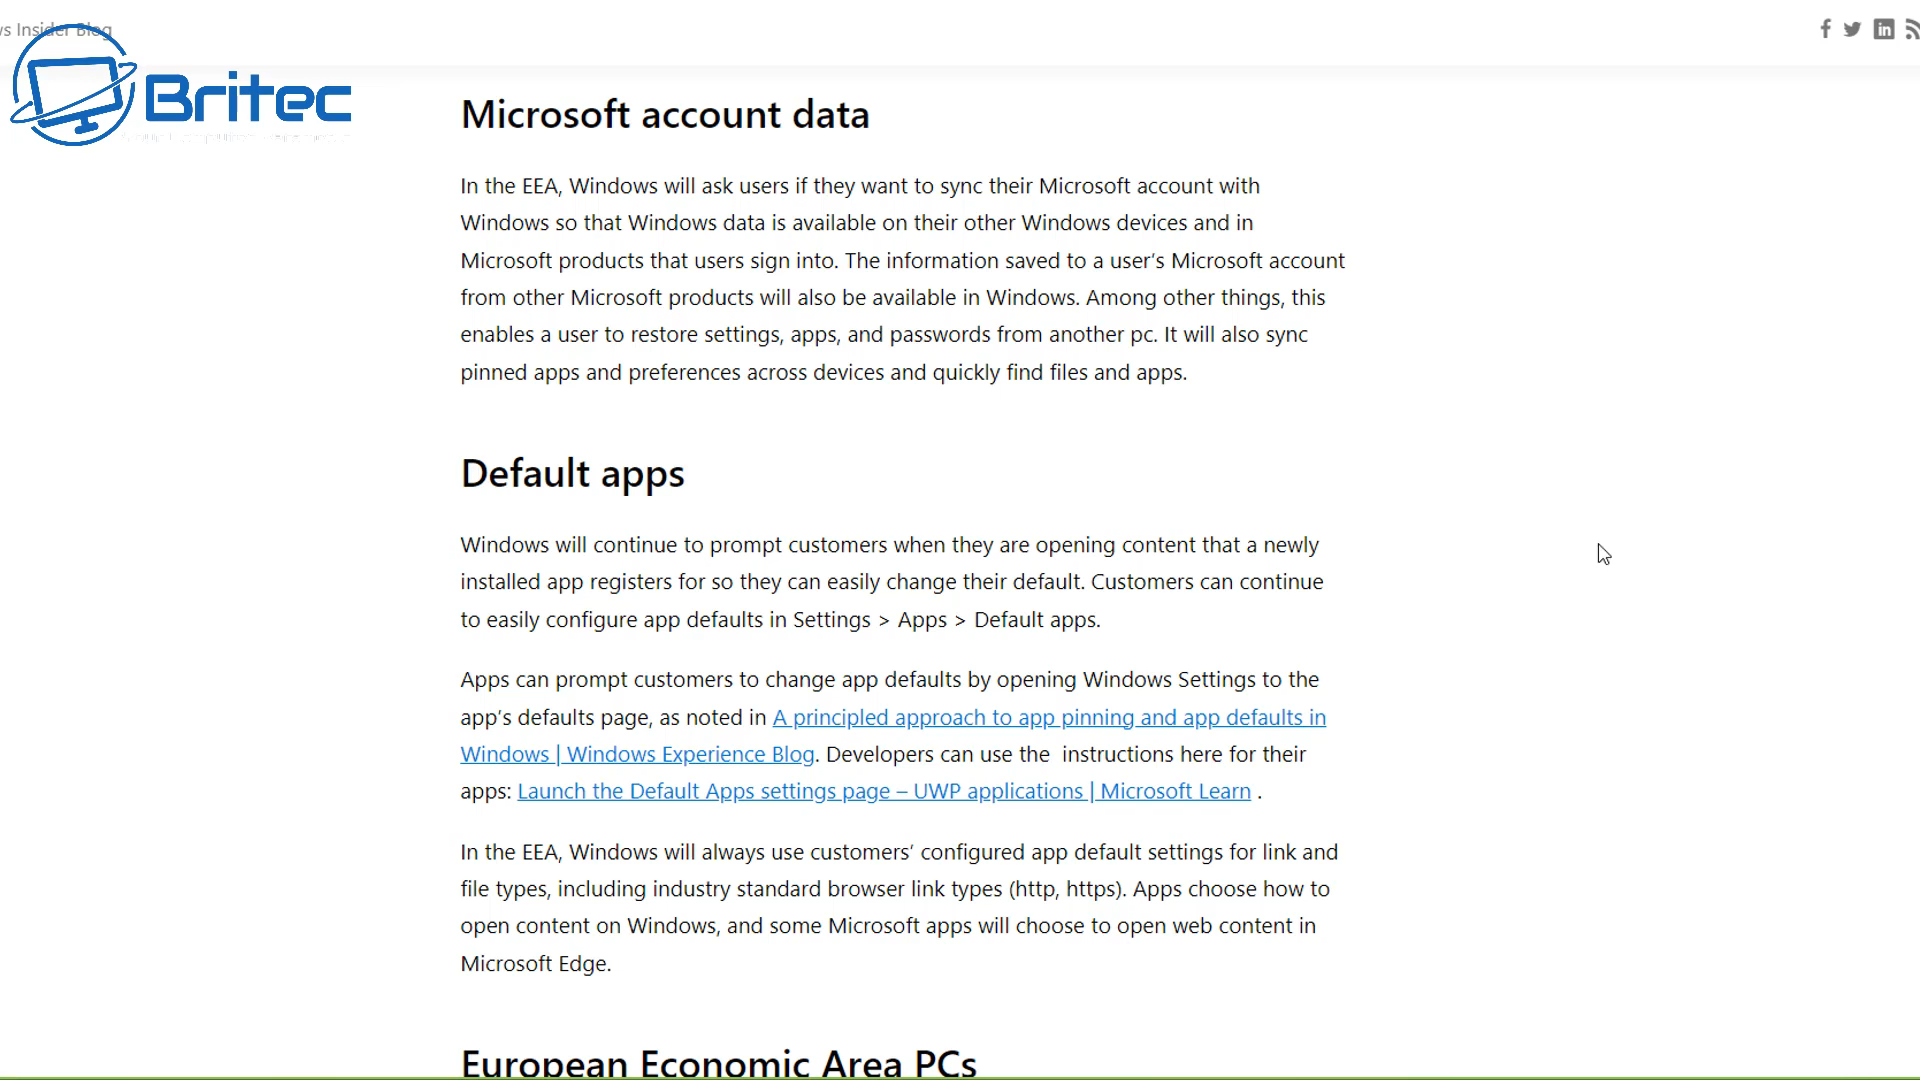 Insider Blog
Britec
Microsoft account data
In the EEA, Windows will ask users if they want to sync their Microsoft account with
Windows so that Windows data is available on their other Windows devices and in
Microsoft products that users sign into. The information saved to a user’s Microsoft account
from other Microsoft products will also be available in Windows. Among other things, this
enables a user to restore settings, apps, and passwords from another pc. It will also sync
pinned apps and preferences across devices and quickly find files and apps.
Default apps
Windows will continue to prompt customers when they are opening content that a newly
installed app registers for so they can easily change their default. Customers can continue
to easily configure app defaults in Settings > Apps > Default apps.
Apps can prompt customers to change app defaults by opening Windows Settings to the
app’s defaults page, as noted in A principled approach to app pinning and app defaults in
Windows | Windows Experience Blog. Developers can use the  instructions here for their
apps: Launch the Default Apps settings page – UWP applications | Microsoft Learn .
In the EEA, Windows will always use customers’ configured app default settings for link and
file types, including industry standard browser link types (http, https). Apps choose how to
open content on Windows, and some Microsoft apps will choose to open web content in
Microsoft Edge.
European Economic Area PCs